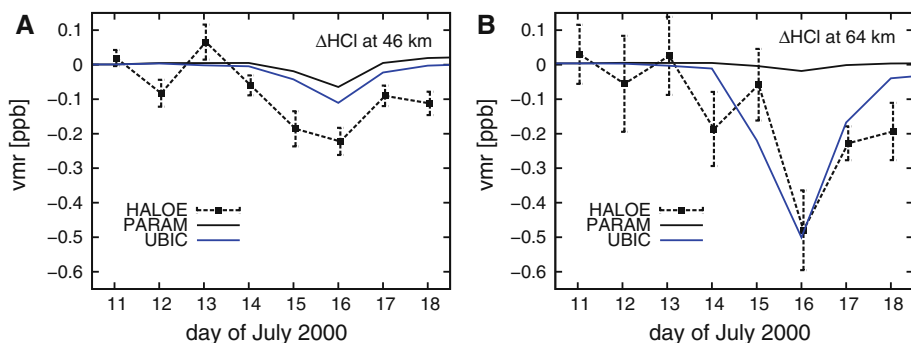 A
ΔHCl at 46 km
vmr [ppb]
0.1
0
−0.1
−0.2
−0.3
−0.4
−0.5
−0.6
HALOE
PARAM
UBIC
11 12 13 14 15 16 17 18
day of July 2000
B
ΔHCl at 64 km
vmr [ppb]
0.1
0
−0.1
−0.2
−0.3
−0.4
−0.5
−0.6
HALOE
PARAM
UBIC
11 12 13 14 15 16 17 18
day of July 2000